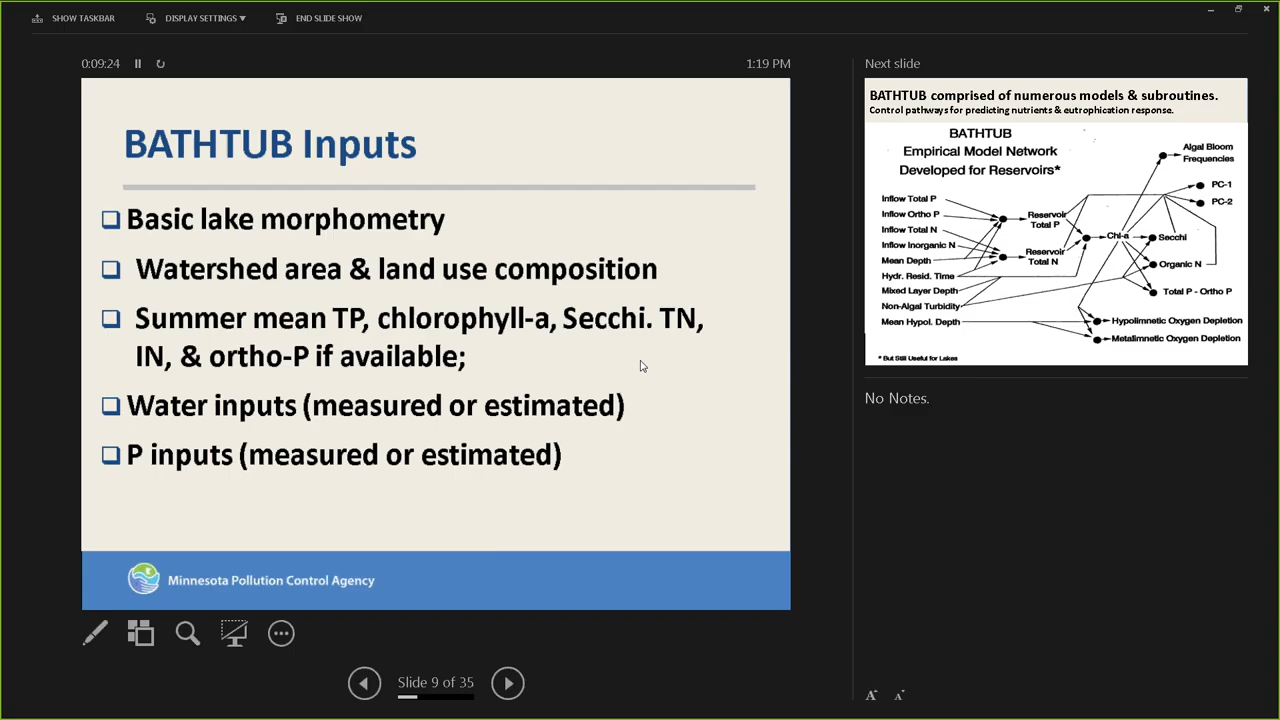 SHOW TASKBAR
DISPLAY SETTINGS
END SLIDE SHOW
0:09:24
1:19 PM
BATHTUB Inputs
Basic lake morphometry
Watershed area & land use composition
Summer mean TP, chlorophyll-a, Secchi. TN,
IN, & ortho-P if available;
Water inputs (measured or estimated)
P inputs (measured or estimated)
Minnesota Pollution Control Agency
Slide 9 of 35
Next slide
BATHTUB comprised of numerous models & subroutines.
Control pathways for predicting nutrients & eutrophication response.
BATHTUB
Empirical Model Network
Developed for Reservoirs*
Inflow Total P
Inflow Ortho P
Inflow Total N
Inflow Inorganic N
Mean Depth
Hydr. Resid. Time
Mixed Layer Depth
Non-Algal Turbidity
Mean Hypol. Depth
Reservoir
Total P
Reservoir
Total N
Chl-a
Algal Bloom
Frequencies
PC-1
PC-2
Secchi
Organic N
Total P - Ortho P
Hypolimnetic Oxygen Depletion
Metalimnetic Oxygen Depletion
* But Still Useful for Lakes
No Notes.
A
A